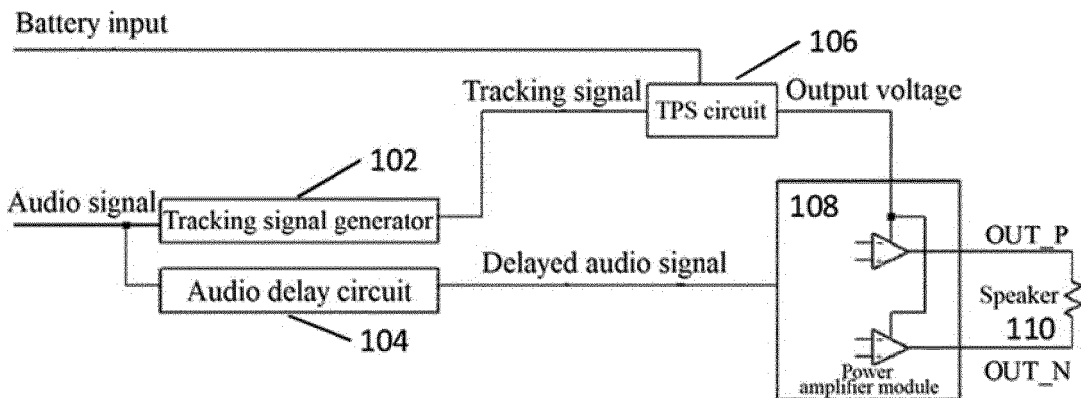 Battery input
106
Tracking signal
TPS circuit
Output voltage
102
Audio signal
Tracking signal generator
108
OUT_P
Delayed audio signal
Audio delay circuit
Speaker
110
104
OUT_N
Power
amplifier module